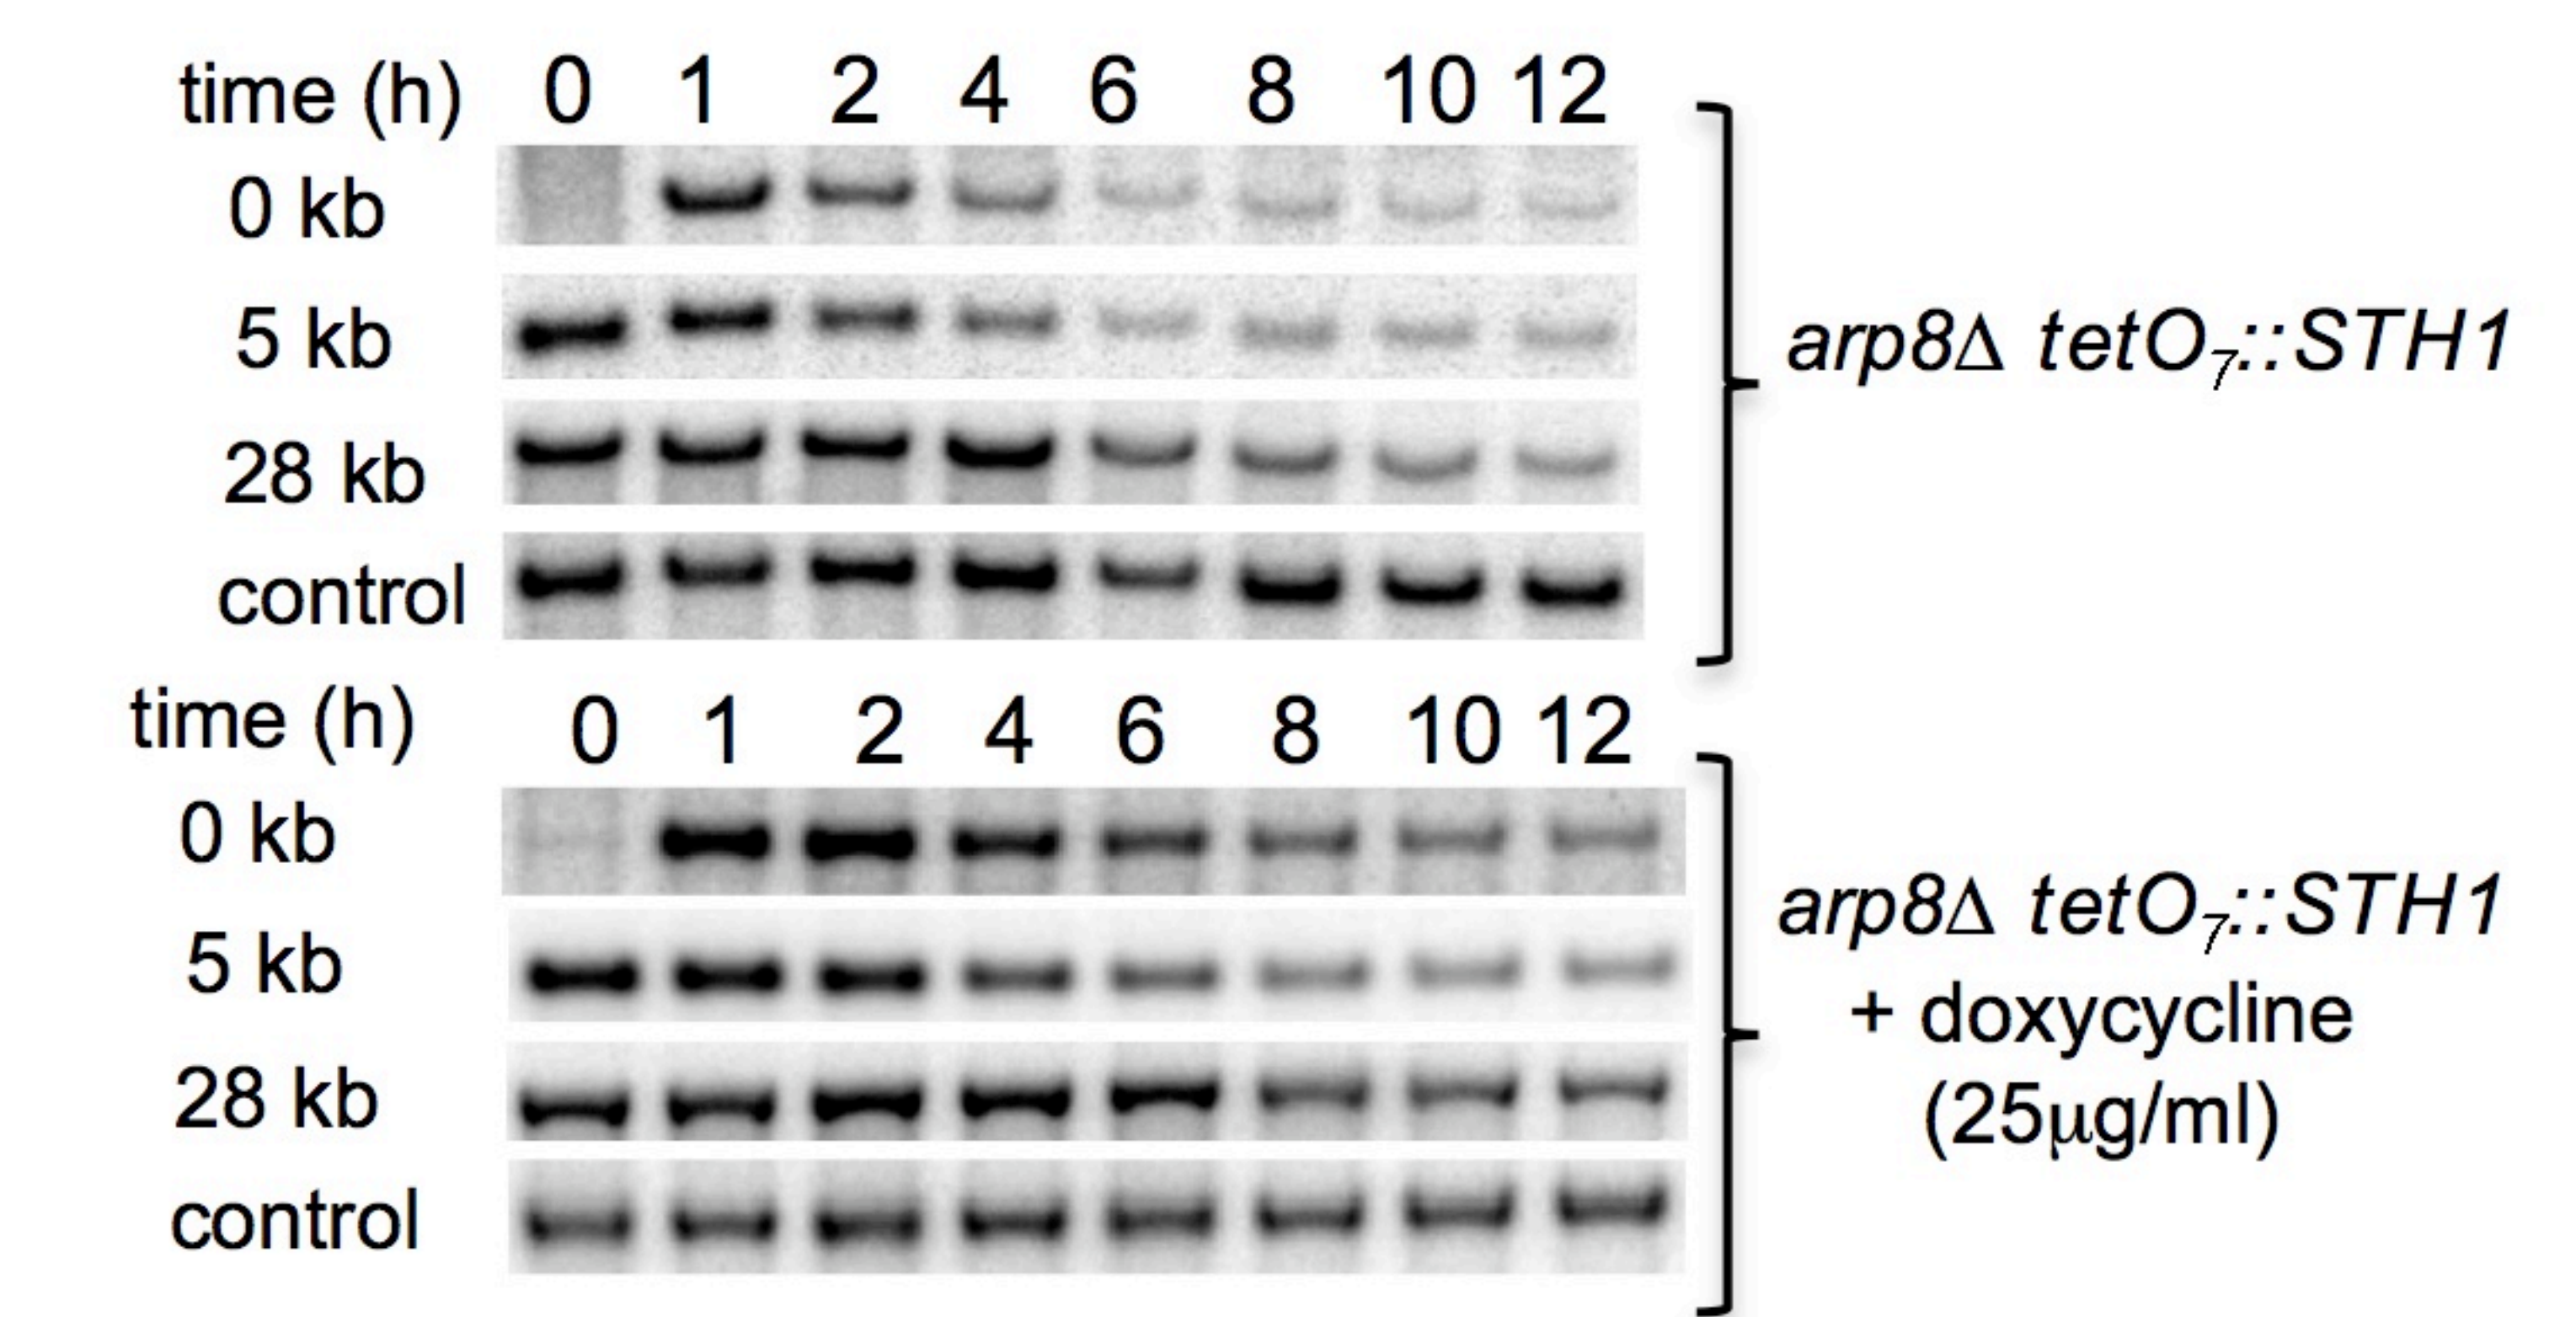 time (h) 0 1 2 4 6 8 10 12
0 kb
5 kb
28 kb
control
arp8Δ tetO₇::STH1
time (h) 0 1 2 4 6 8 10 12
0 kb
5 kb
28 kb
control
arp8Δ tetO₇::STH1
+ doxycycline
(25μg/ml)